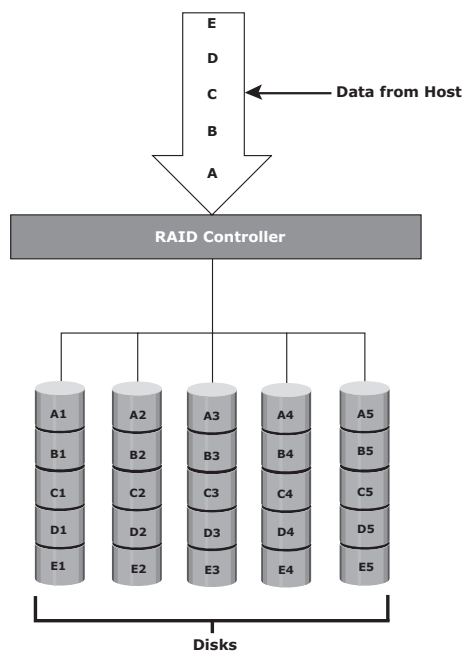 E
D
C
Data from Host
B
A
RAID Controller
A1 A2 A3 A4 A5
B1 B2 B3 B4 B5
C1 C2 C3 C4 C5
D1 D2 D3 D4 D5
E1 E2 E3 E4 E5
Disks